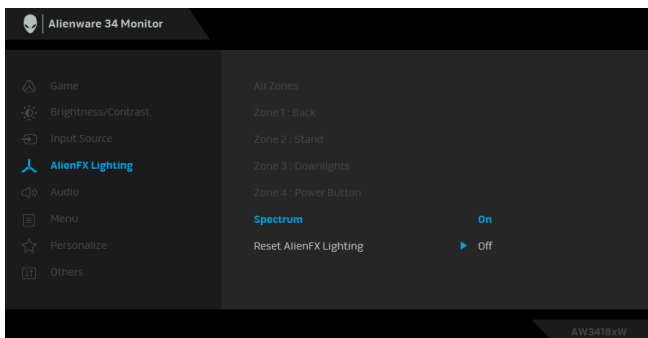 Alienware 34 Monitor
Game
Brightness/Contrast
Input Source
AlienFX Lighting
Audio
Menu
Personalize
Others
All Zones
Zone 1 : Back
Zone 2 : Stand
Zone 3 : Downlights
Zone 4 : Power Button
Spectrum On
Reset AlienFX Lighting Off
AW3418xW